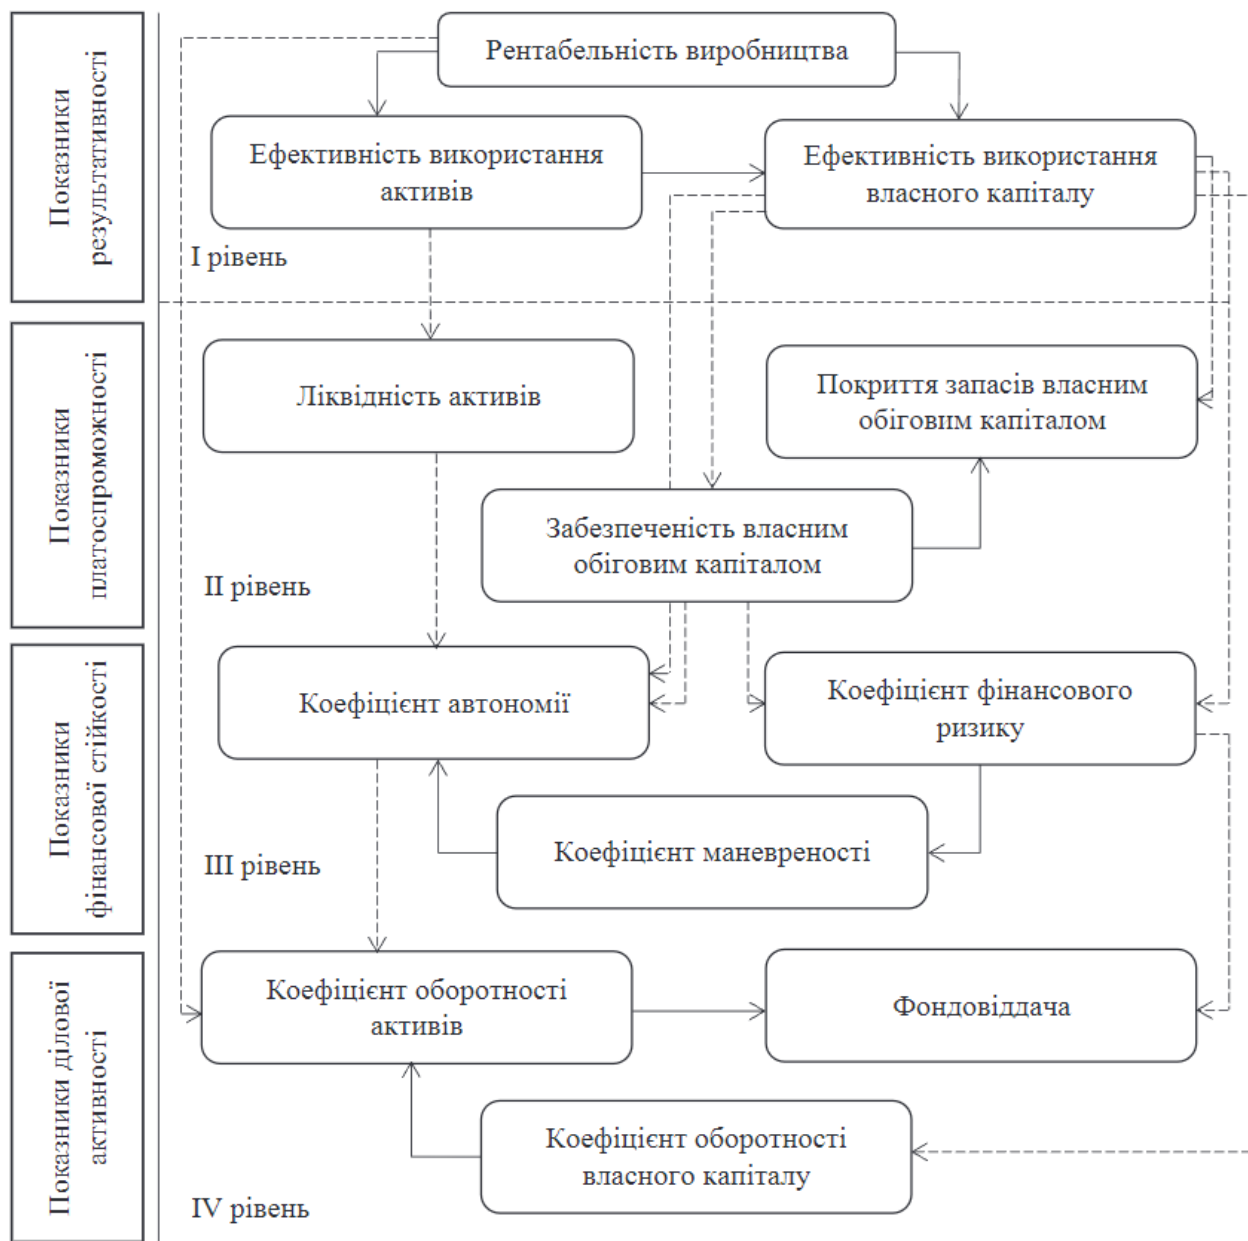 Показники
результативності
Рентабельність виробництва
Ефективність використання
активів
Ефективність використання
власного капіталу
I рівень
Показники
платоспроможності
Ліквідність активів
Покриття запасів власним
обіговим капіталом
Забезпеченість власним
обіговим капіталом
II рівень
Показники
фінансової стійкості
Коефіцієнт автономії
Коефіцієнт фінансового
ризику
Коефіцієнт маневреності
III рівень
Показники ділової
активності
Коефіцієнт оборотності
активів
Фондовіддача
Коефіцієнт оборотності
власного капіталу
IV рівень